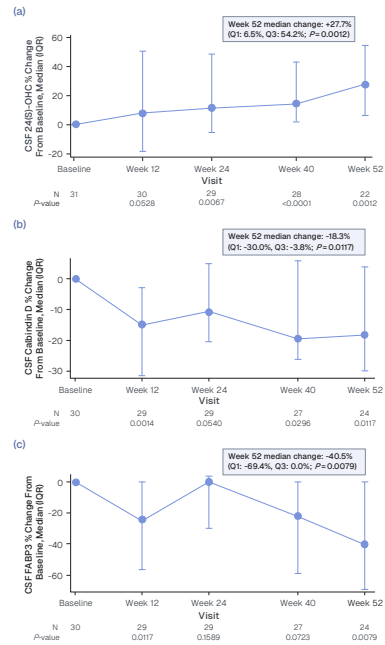 (a)
Week 52 median change: +27.7%
(Q1: 6.5%, Q3: 54.2%; P = 0.0012)
CSF 24(S)-OHC % Change
From Baseline, Median (IQR)
60
40
20
0
-20
Baseline Week 12 Week 24 Week 40 Week 52
Visit
N 31 30 29 28 22
P-value 0.0528 0.0067 <0.0001 0.0012
(b)
Week 52 median change: -18.3%
(Q1: -30.0%, Q3: -3.8%; P = 0.0117)
CSF Calbindin D % Change
From Baseline, Median (IQR)
0
-10
-20
-30
Baseline Week 12 Week 24 Week 40 Week 52
Visit
N 30 29 29 27 24
P-value 0.0014 0.0540 0.0296 0.0117
(c)
Week 52 median change: -40.5%
(Q1: -69.4%, Q3: 0.0%; P = 0.0079)
CSF FABP3 % Change From
Baseline, Median (IQR)
0
-20
-40
-60
Baseline Week 12 Week 24 Week 40 Week 52
Visit
N 30 29 29 27 24
P-value 0.0117 0.1589 0.0723 0.0079